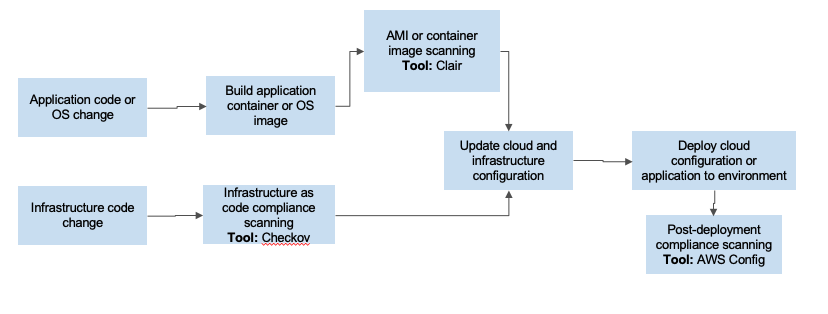 AMI or container
image scanning
Tool: Clair
Application code or
OS change
Build application
container or OS
image
Update cloud and
infrastructure
configuration
Deploy cloud
configuration or
application to environment
Infrastructure code
change
Infrastructure as
code compliance
scanning
Tool: Checkov
Post-deployment
compliance scanning
Tool: AWS Config